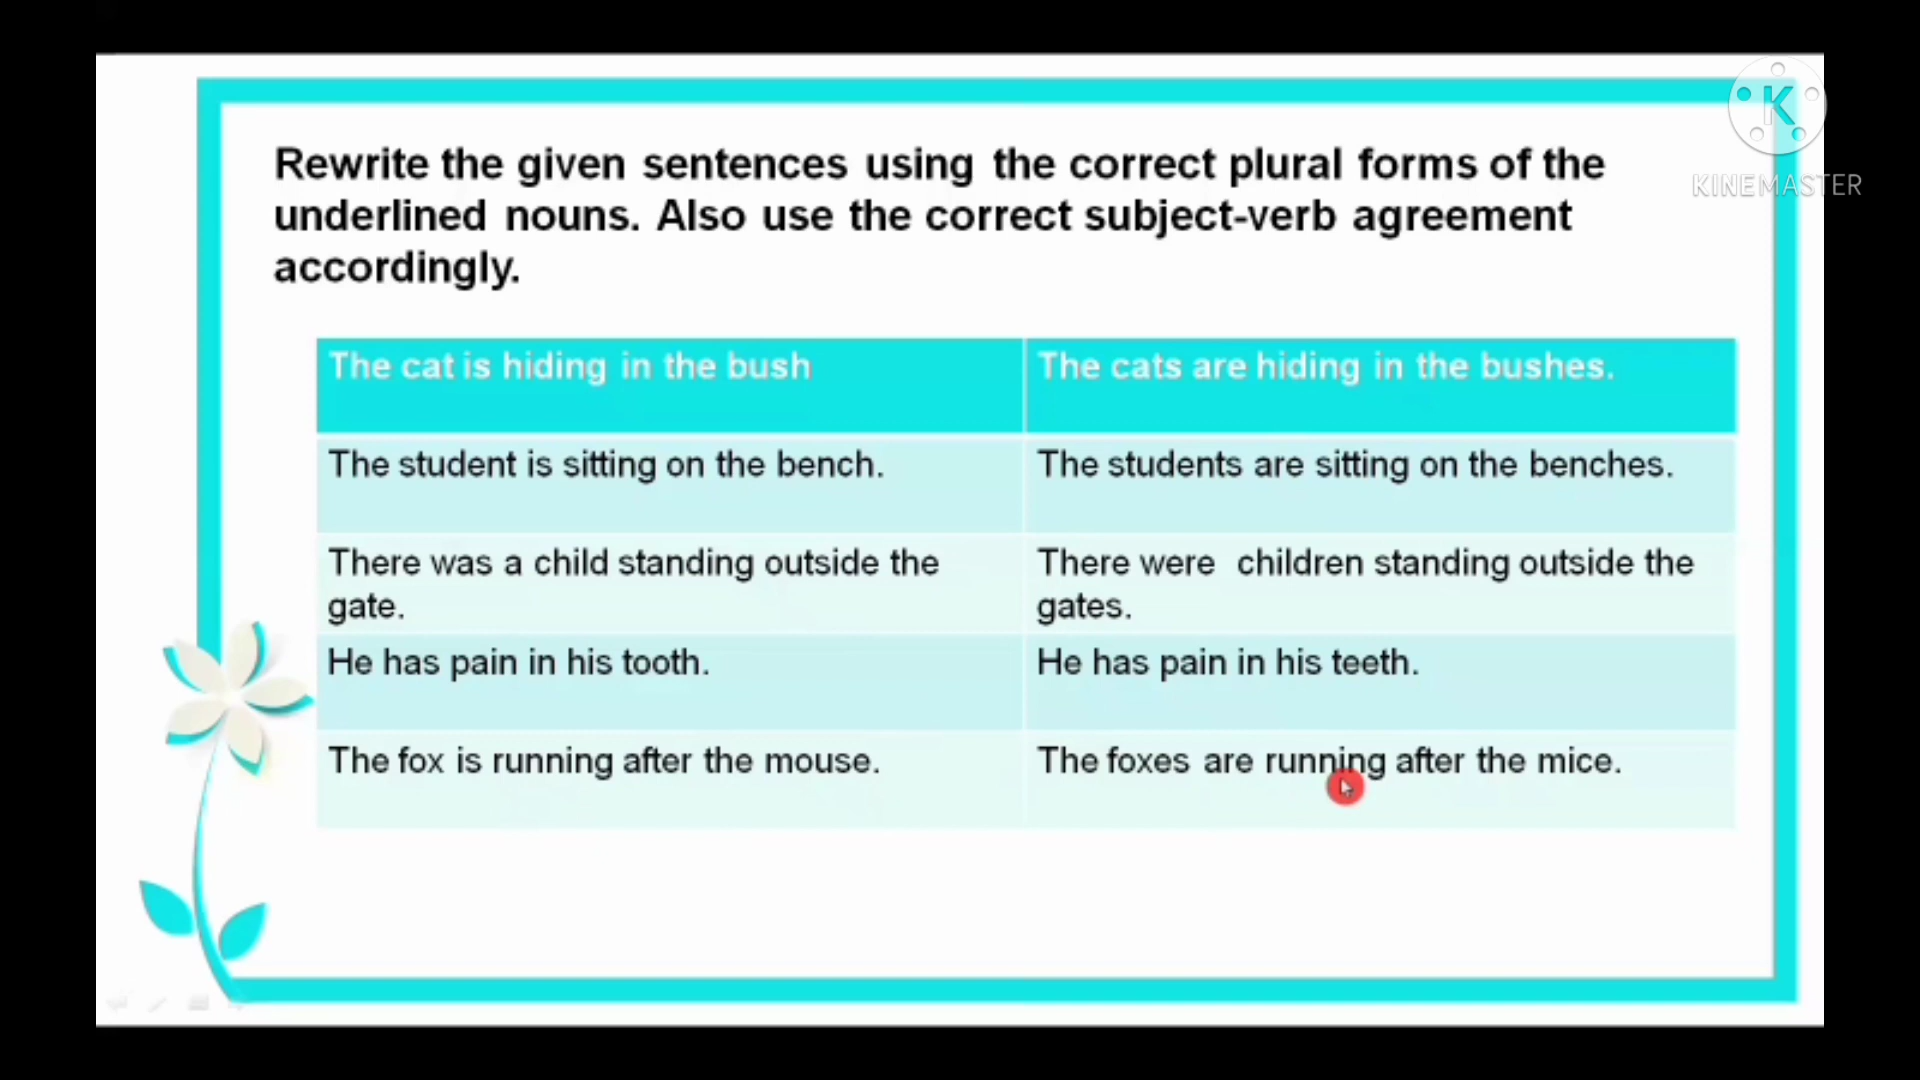 K
KINEMASTER
Rewrite the given sentences using the correct plural forms of the
underlined nouns. Also use the correct subject-verb agreement
accordingly.
The cat is hiding in the bush
The cats are hiding in the bushes.
The student is sitting on the bench.
The students are sitting on the benches.
There was a child standing outside the
gate.
There were children standing outside the
gates.
He has pain in his tooth.
He has pain in his teeth.
The fox is running after the mouse.
The foxes are running after the mice.